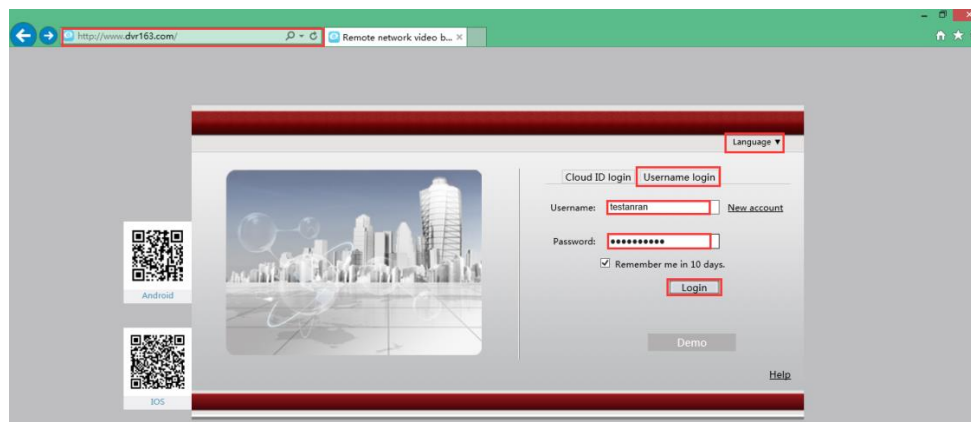 http://www.dvr163.com/
Remote network video b...
Language ▼
Cloud ID login
Username login
Username:
testanran
New account
Password:
••••••••••
Remember me in 10 days.
Login
Android
Demo
Help
IOS